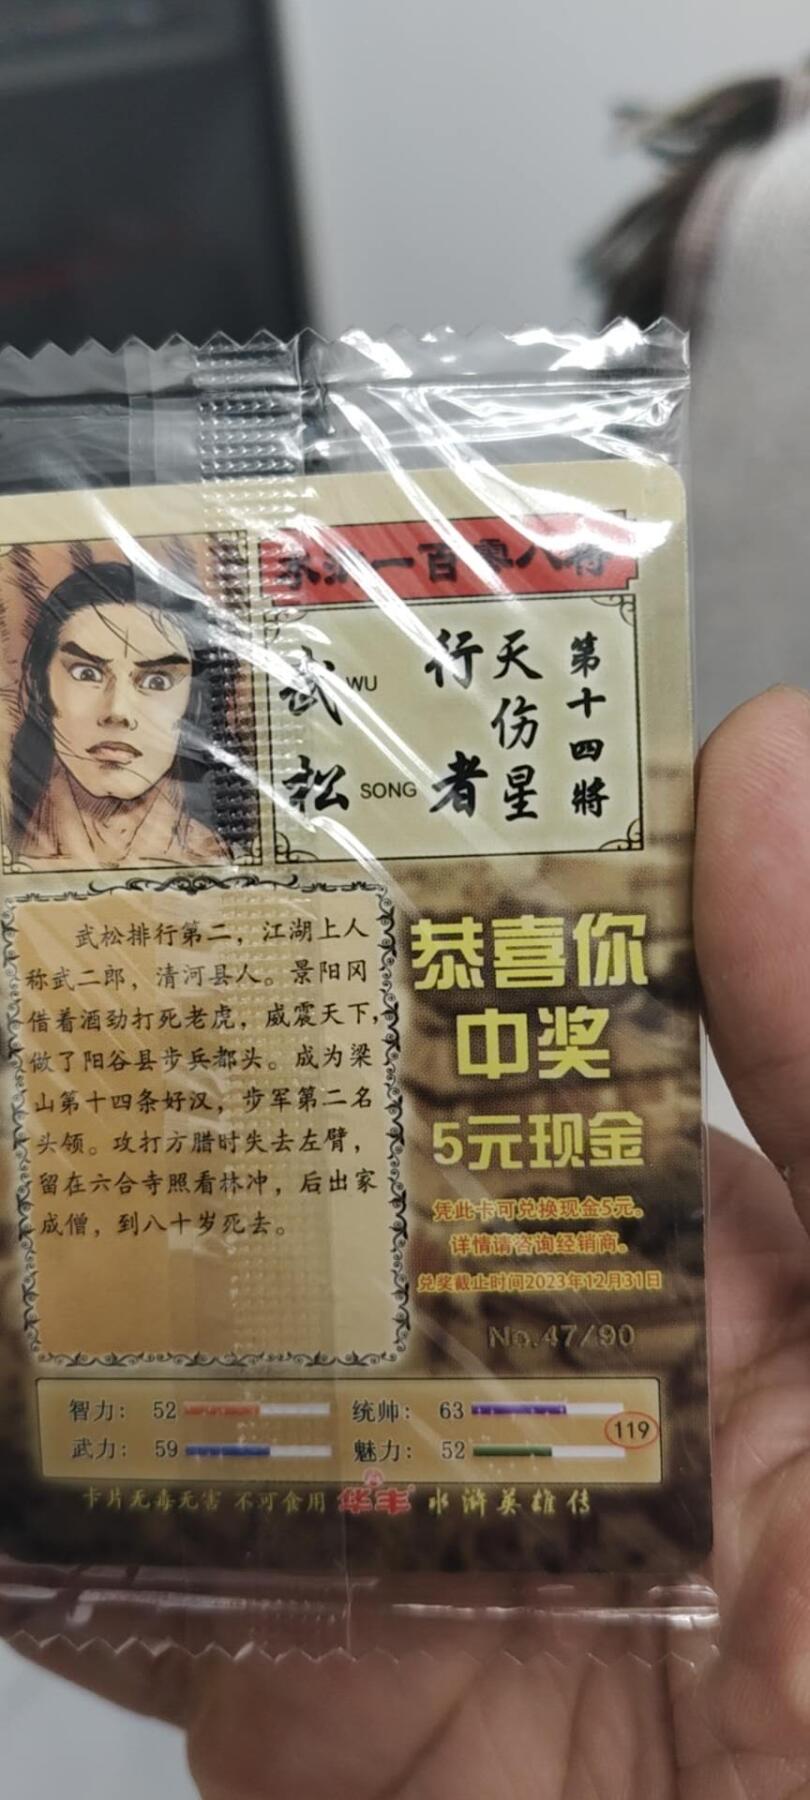 水浒一百零八将
第十四將
天伤星
行者
武松
WU
SONG
武松排行第二，江湖上人
称武二郎，清河县人。景阳冈
借着酒劲打死老虎，威震天下，
做了阳谷县步兵都头。成为梁
山第十四条好汉，步军第二名
头领。攻打方腊时失去左臂，
留在六合寺照看林冲，后出家
成僧，到八十岁死去。
恭喜你
中奖
5元现金
凭此卡可兑换现金5元。
详情请咨询经销商。
兑奖截止时间2023年12月31日
No.47/90
智力：52 统帅：63
武力：59 魅力：52
119
卡片无毒无害 不可食用 华丰 水浒英雄传